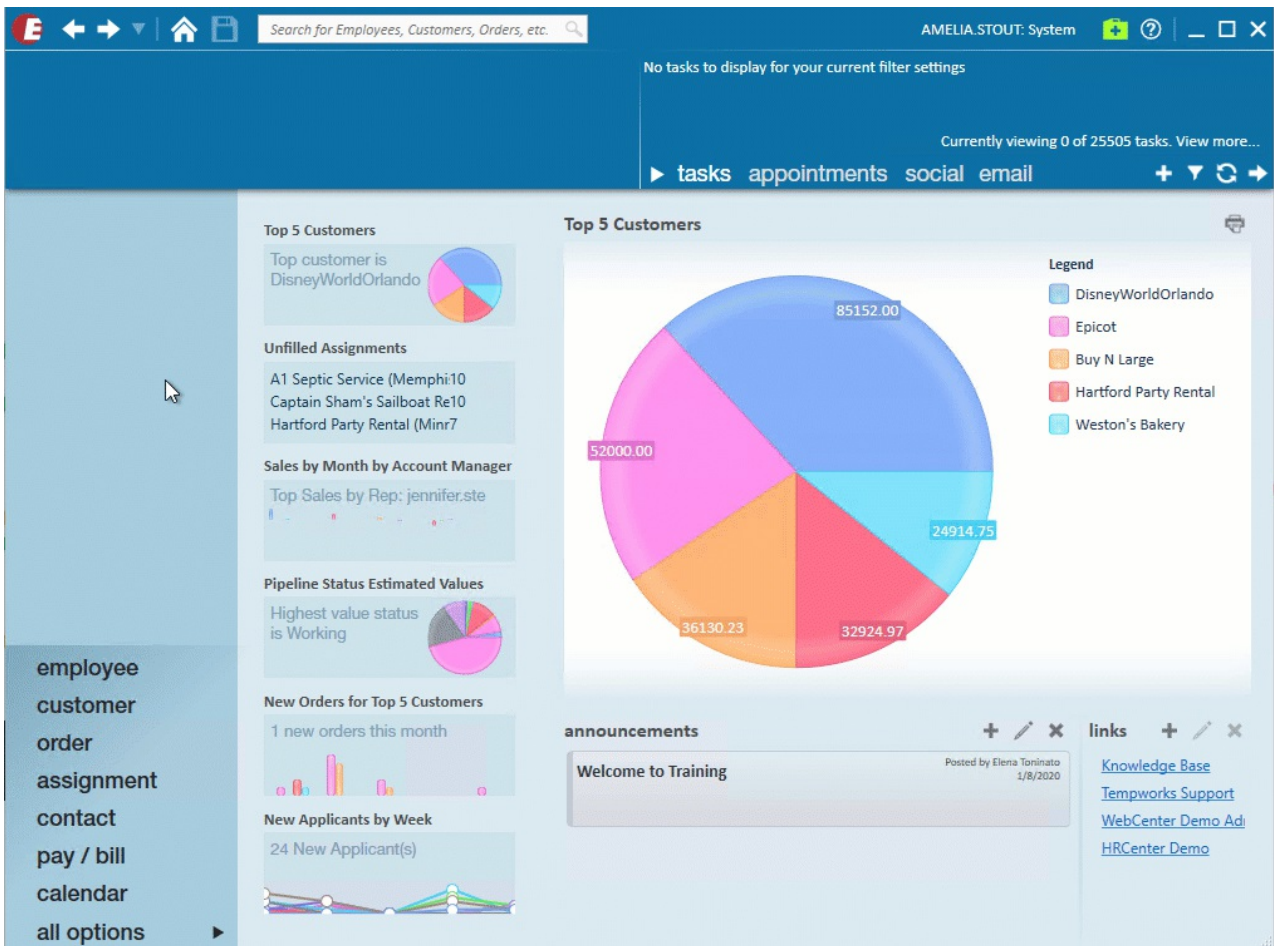 E
Search for Employees, Customers, Orders, etc.
AMELIA.STOUT: System
No tasks to display for your current filter settings
Currently viewing 0 of 25505 tasks. View more...
tasks appointments social email
Top 5 Customers
Top customer is
DisneyWorldOrlando
Unfilled Assignments
A1 Septic Service (Memphi:10
Captain Sham's Sailboat Re10
Hartford Party Rental (Minr7
Sales by Month by Account Manager
Top Sales by Rep: jennifer.ste
Pipeline Status Estimated Values
Highest value status
is Working
New Orders for Top 5 Customers
1 new orders this month
New Applicants by Week
24 New Applicant(s)
employee
customer
order
assignment
contact
pay / bill
calendar
all options
Top 5 Customers
85152.00
52000.00
24914.75
36130.23
32924.97
Legend
DisneyWorldOrlando
Epicot
Buy N Large
Hartford Party Rental
Weston's Bakery
announcements
Welcome to Training
Posted by Elena Toninato
1/8/2020
links
Knowledge Base
Tempworks Support
WebCenter Demo Adı
HRCenter Demo